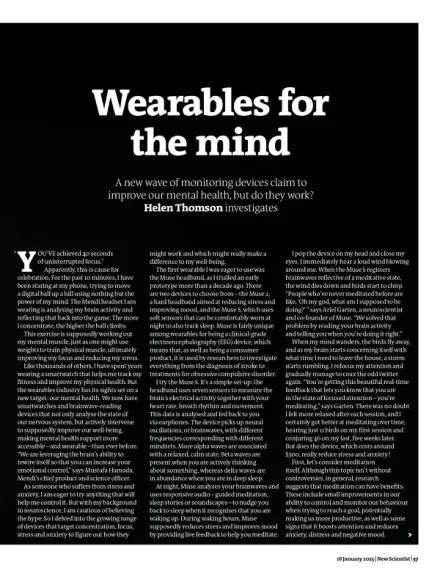 Wearables for
the mind
A new wave of monitoring devices claim to
improve our mental health, but do they work?
Helen Thomson investigates
YOU'VE achieved 40 seconds
of uninterrupted focus."
Apparently, this is cause for
celebration. For the past 10 minutes, I have
been staring at my phone, trying to move
a digital ball up a hill using nothing but the
power of my mind. The Mendi headset I am
wearing is analysing my brain activity and
reflecting that back into the game. The more
I concentrate, the higher the ball climbs.
This exercise is supposedly working out
my mental muscle, just as one might use
weights to train physical muscle, ultimately
improving my focus and reducing my stress.
Like thousands of others, I have spent years
wearing a smartwatch that helps me track my
fitness and improve my physical health. But
the wearables industry has its sights set on a
new target: our mental health. We now have
smartwatches and brainwave-reading
devices that not only analyse the state of
our nervous system, but actively intervene
to supposedly improve our well-being,
making mental health support more
accessible – and wearable – than ever before.
"We are leveraging the brain's ability to
rewire itself so that you can increase your
emotional control," says Mustafa Hamada,
Mendi's chief product and science officer.
As someone who suffers from stress and
anxiety, I am eager to try anything that will
help me control it. But with my background
in neuroscience, I am cautious of believing
the hype. So I delved into the growing range
of devices that target concentration, focus,
stress and anxiety to figure out how they
might work and which might really make a
difference to my well-being.
The first wearable I was eager to use was
the Muse headband, as I trialled an early
prototype more than a decade ago. There
are two devices to choose from – the Muse 2,
a hard headband aimed at reducing stress and
improving mood, and the Muse S, which uses
soft sensors that can be comfortably worn at
night to also track sleep. Muse is fairly unique
among wearables for being a clinical grade
electroencephalography (EEG) device, which
means that, as well as being a consumer
product, it is used by researchers to investigate
everything from the diagnosis of stroke to
treatments for obsessive compulsive disorder.
I try the Muse S. It's a simple set-up: the
headband uses seven sensors to measure the
brain's electrical activity together with your
heart rate, breath rhythm and movement.
This data is analysed and fed back to you
via earphones. The device picks up neural
oscillations, or brainwaves, with different
frequencies corresponding with different
mindsets. More alpha waves are associated
with a relaxed, calm state. Beta waves are
present when you are actively thinking
about something, whereas delta waves are
in abundance when you are in deep sleep.
At night, Muse analyses your brainwaves and
uses responsive audio – guided meditation,
sleep stories or soundscapes – to nudge you
back to sleep when it recognises that you are
waking up. During waking hours, Muse
supposedly reduces stress and improves mood
by providing live feedback to help you meditate.
I pop the device on my head and close my
eyes. I immediately hear a loud wind blowing
around me. When the Muse S registers
brainwaves reflective of a meditative state,
the wind dies down and birds start to chirp.
"People who've never meditated before are
like, 'Oh my god, what am I supposed to be
doing?'" says Ariel Garten, a neuroscientist
and co-founder of Muse. "We solved that
problem by reading your brain activity
and telling you when you're doing it right."
When my mind wanders, the birds fly away,
and as my brain starts concerning itself with
what time I need to leave the house, a storm
starts rumbling. I refocus my attention and
gradually manage to coax the odd twitter
again. "You're getting this beautiful real-time
feedback that lets you know that you are
in the state of focused attention – you're
meditating," says Garten. There was no doubt
I felt more relaxed after each session, and I
certainly got better at meditating over time,
hearing just 11 birds on my first session and
conjuring 46 on my last, five weeks later.
But does the device, which costs around
$300, really reduce stress and anxiety?
First, let's consider meditation
itself. Although this topic isn't without
controversies, in general, research
suggests that meditation can have benefits.
These include small improvements in our
ability to control and monitor our behaviour
when trying to reach a goal, potentially
making us more productive, as well as some
signs that it boosts attention and reduces
anxiety, distress and negative mood.
18 January 2025 | New Scientist | 37